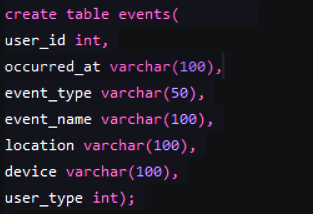 create table events(
user_id int,
occurred_at varchar(100),
event_type varchar(50),
event_name varchar(100),
location varchar(100),
device varchar(100),
user_type int);